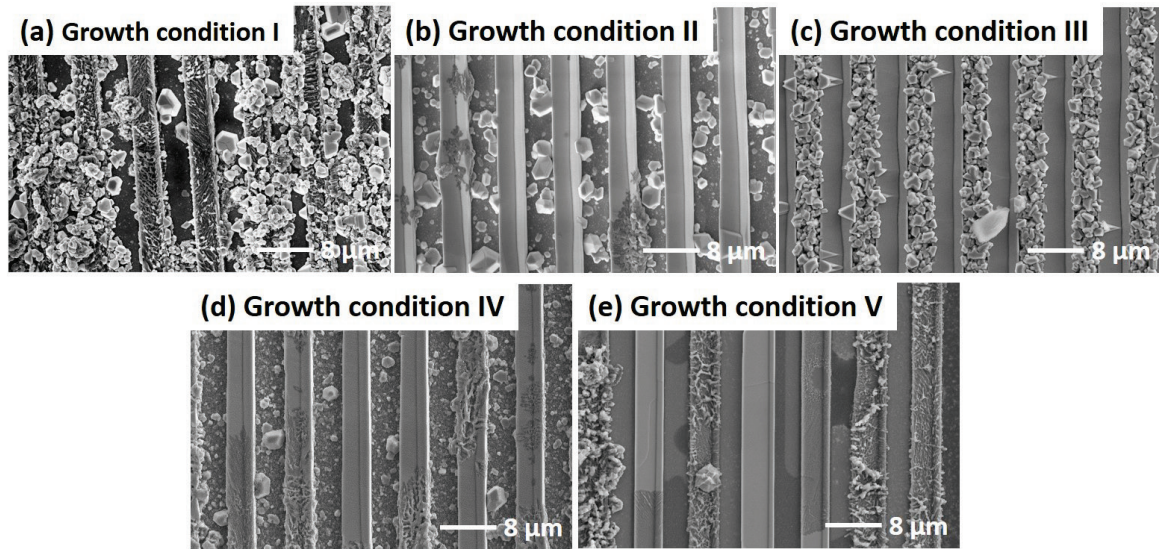 (a) Growth condition I
(b) Growth condition II
(c) Growth condition III
8 µm
8 µm
8 µm
(d) Growth condition IV
(e) Growth condition V
8 µm
8 µm